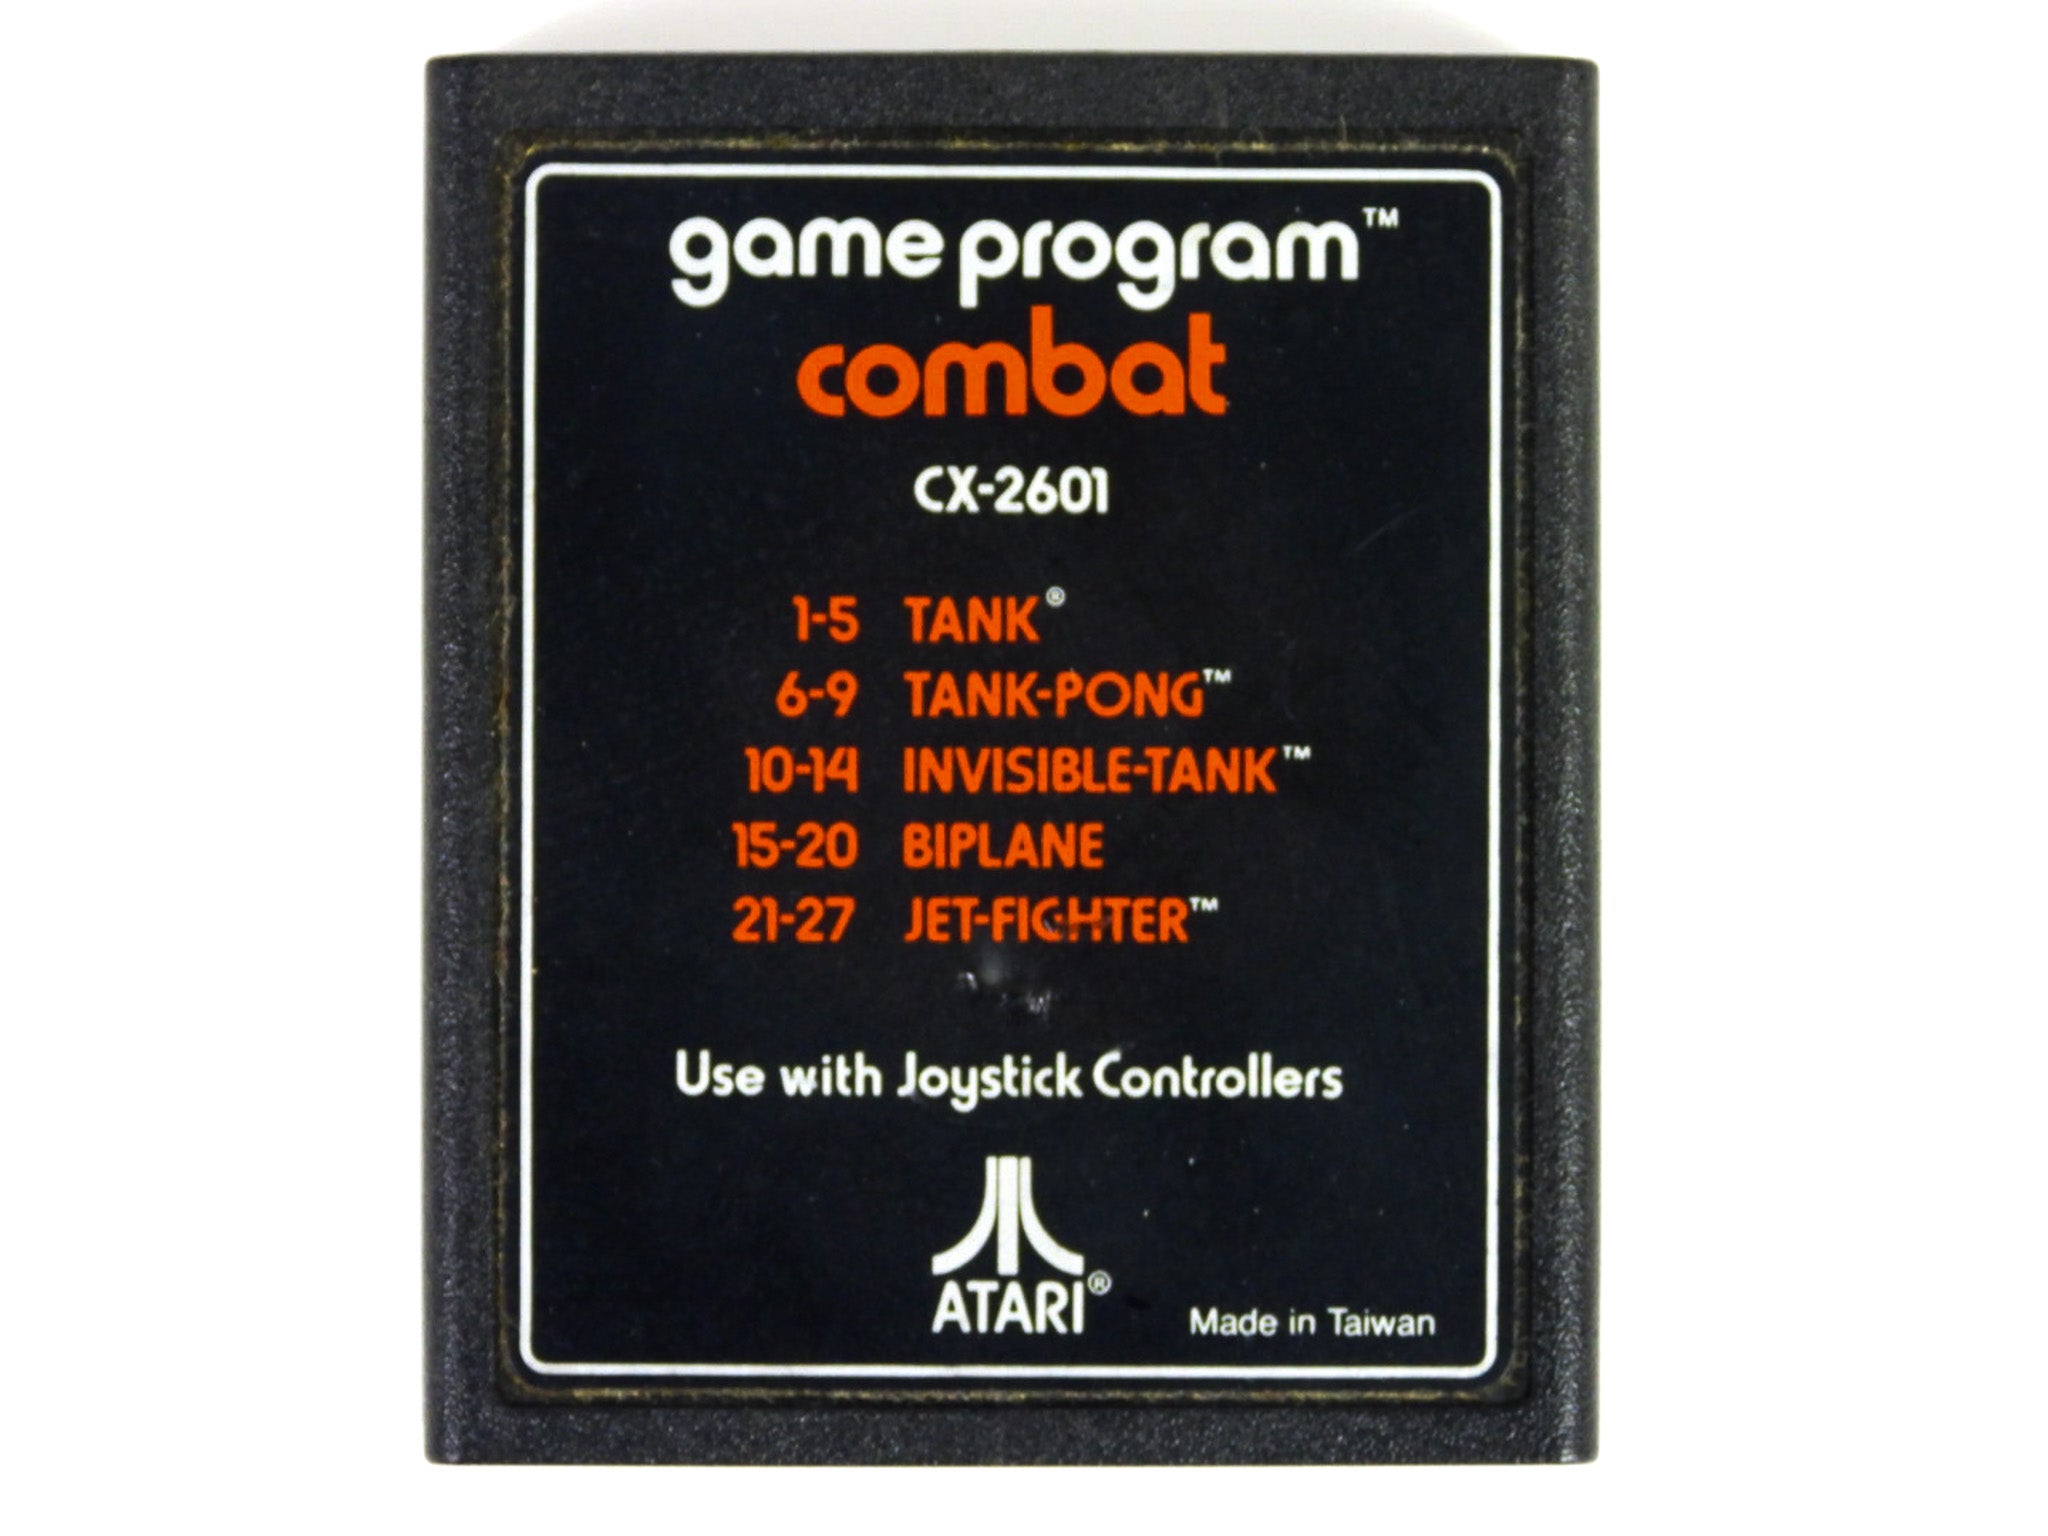 game program™
combat
CX-2601
1-5 TANK®
6-9 TANK-PONG™
10-14 INVISIBLE-TANK™
15-20 BIPLANE
21-27 JET-FIGHTER™
Use with Joystick Controllers
ATARI®
Made in Taiwan